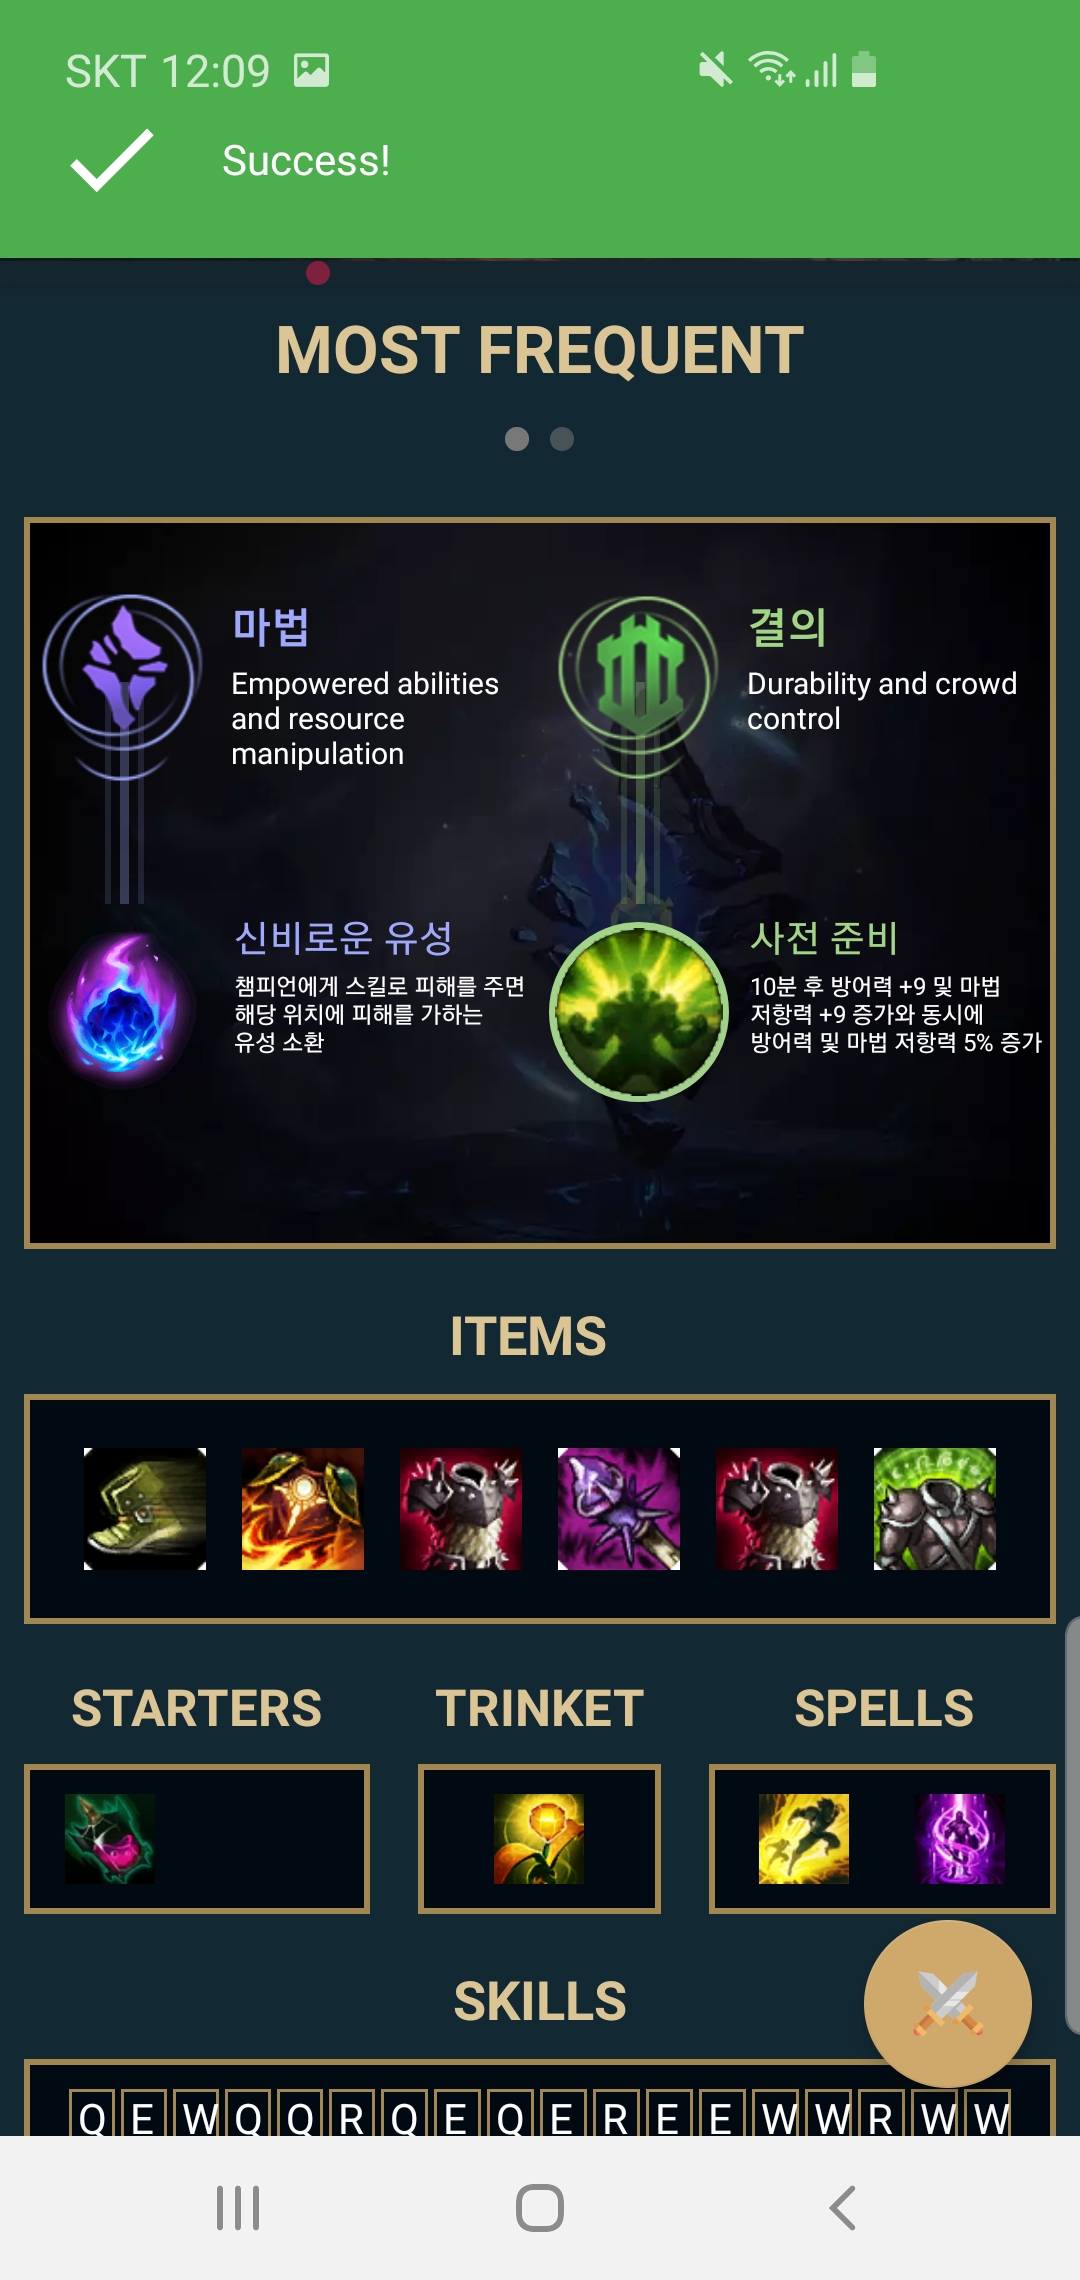 SKT 12:09
Success!
MOST FREQUENT
마법
Empowered abilities
and resource
manipulation
결의
Durability and crowd
control
신비로운 유성
챔피언에게 스킬로 피해를 주면
해당 위치에 피해를 가하는
유성 소환
사전 준비
10분 후 방어력 +9 및 마법
저항력 +9 증가와 동시에
방어력 및 마법 저항력 5% 증가
ITEMS
STARTERS
TRINKET
SPELLS
SKILLS
Q E W Q Q R Q E Q E R E E W W R W W